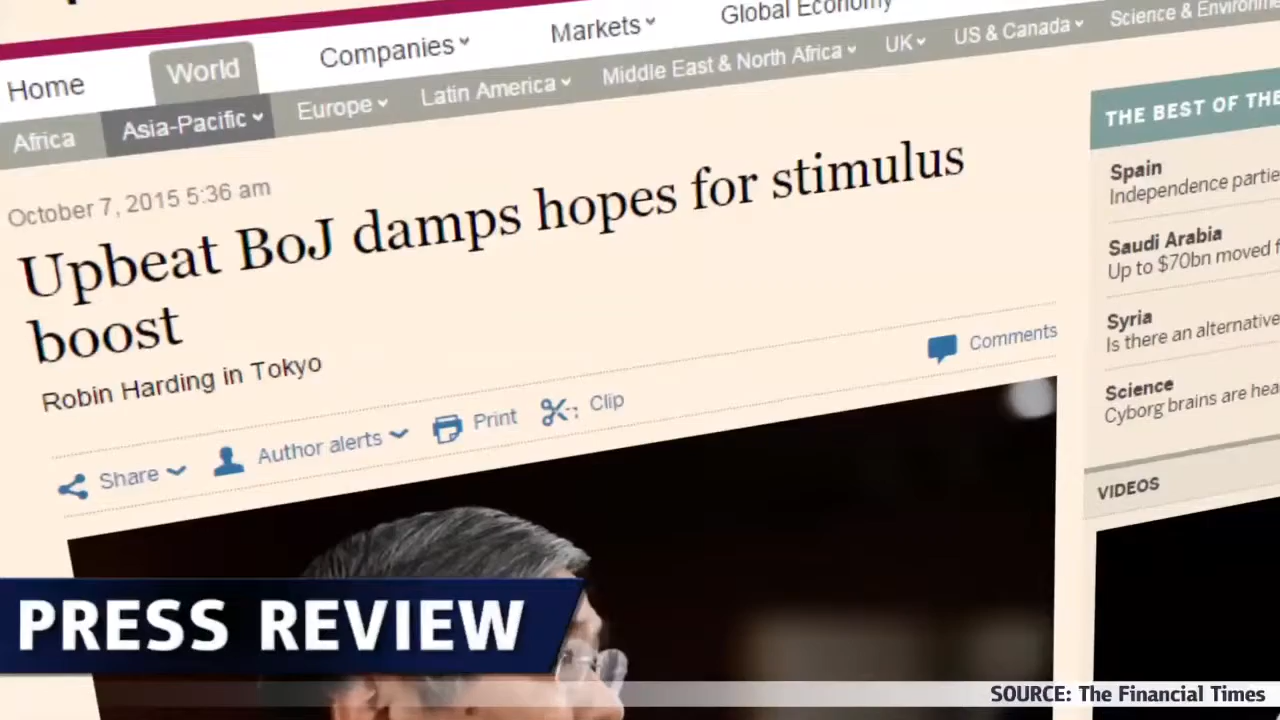 Home
World
Companies
Markets
Global Economy
Africa
Asia-Pacific
Europe
Latin America
Middle East & North Africa
UK
US & Canada
Science &
October 7, 2015 5:36 am
Upbeat BoJ damps hopes for stimulus
boost
Robin Harding in Tokyo
Share
Author alerts
Print
Clip
Comments
THE BEST OF THE
Spain
Independence partie
Saudi Arabia
Up to $70bn moved f
Syria
Is there an alternative
Science
Cyborg brains are hea
VIDEOS
PRESS REVIEW
SOURCE: The Financial Times